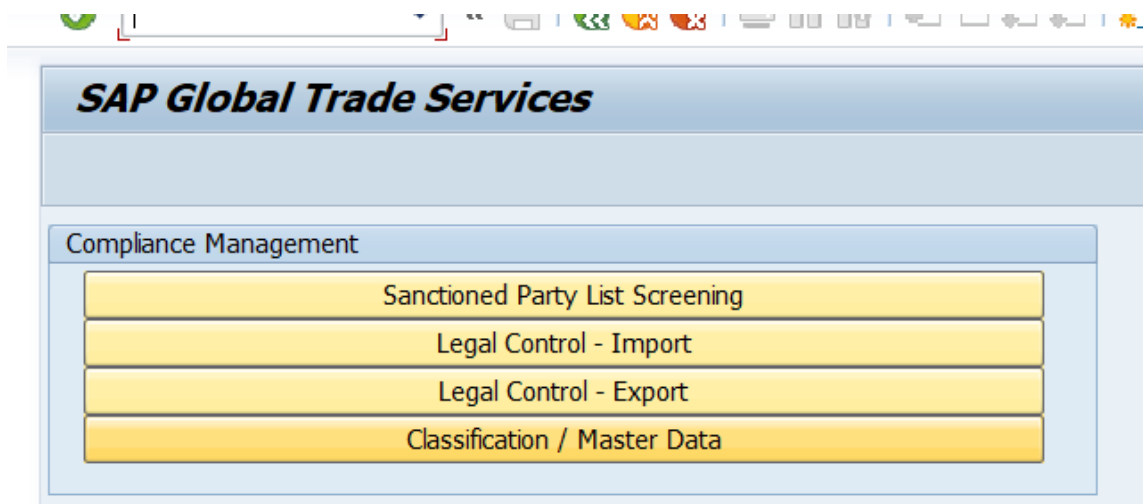 SAP Global Trade Services
Compliance Management
Sanctioned Party List Screening
Legal Control - Import
Legal Control - Export
Classification / Master Data